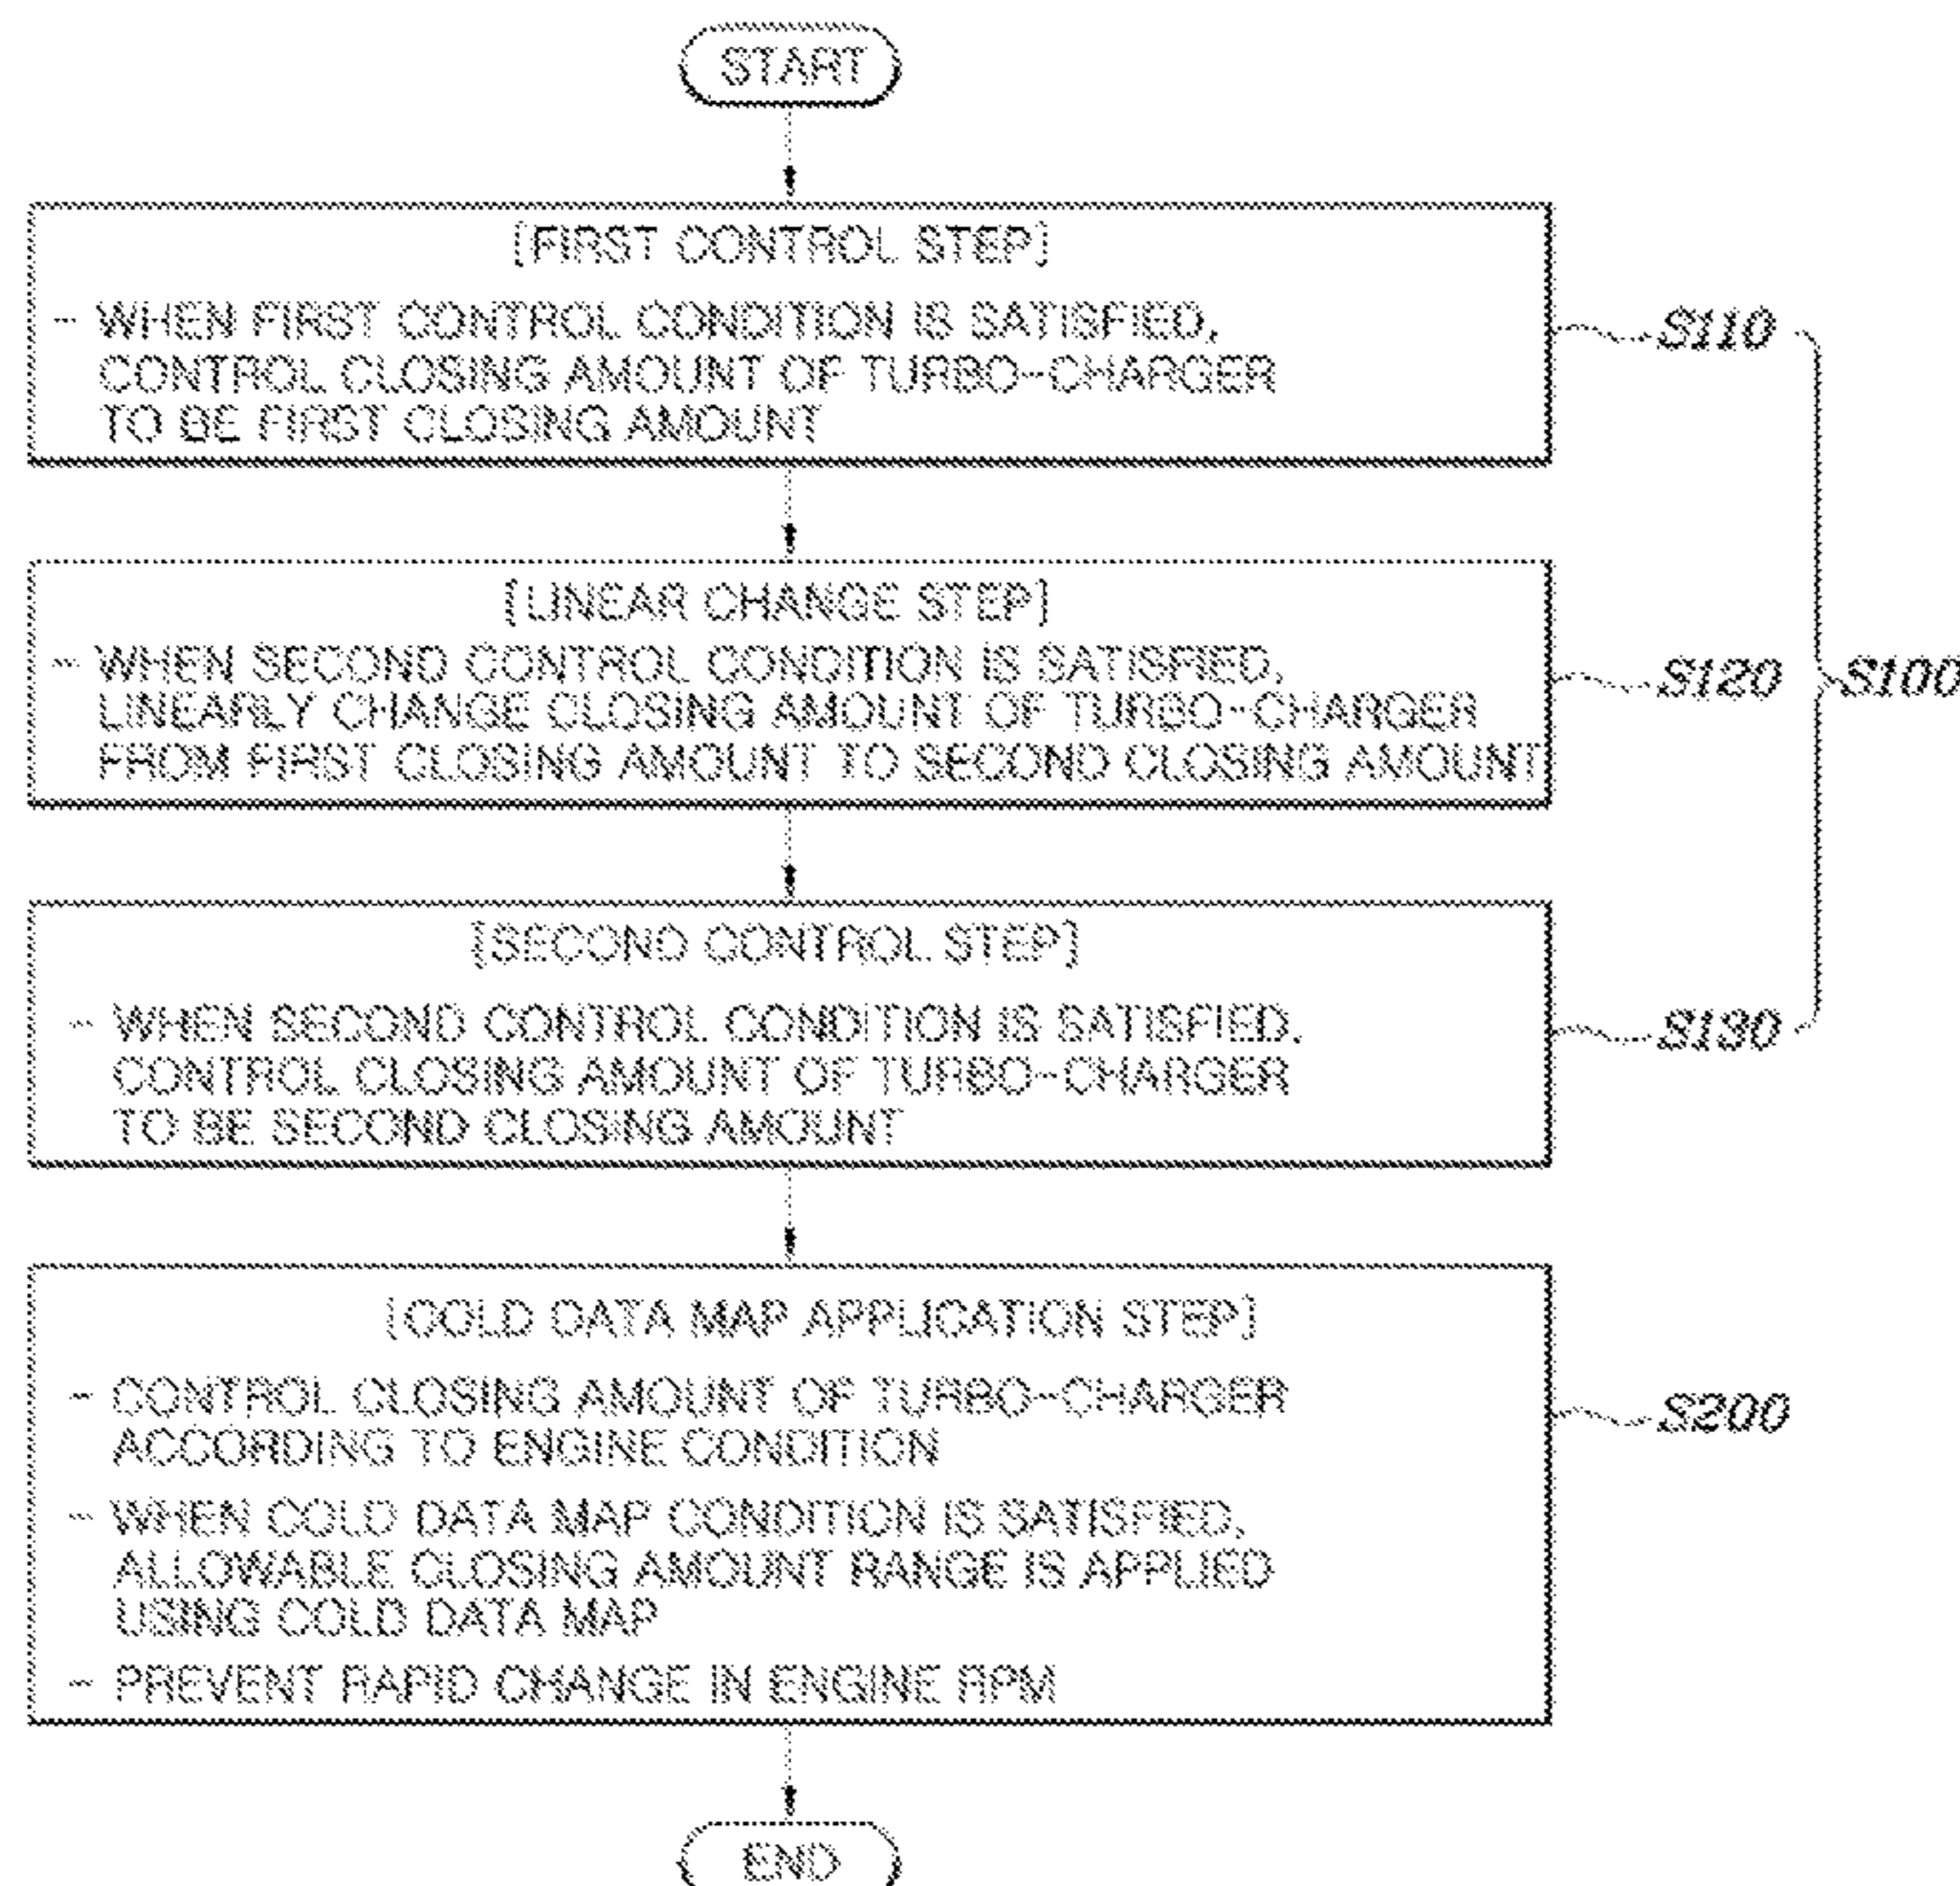 START
[FIRST CONTROL STEP]
- WHEN FIRST CONTROL CONDITION IS SATISFIED,
CONTROL CLOSING AMOUNT OF TURBO-CHARGER
TO BE FIRST CLOSING AMOUNT
S110
[LINEAR CHANGE STEP]
- WHEN SECOND CONTROL CONDITION IS SATISFIED,
LINEARLY CHANGE CLOSING AMOUNT OF TURBO-CHARGER
FROM FIRST CLOSING AMOUNT TO SECOND CLOSING AMOUNT
S120
S100
[SECOND CONTROL STEP]
- WHEN SECOND CONTROL CONDITION IS SATISFIED,
CONTROL CLOSING AMOUNT OF TURBO-CHARGER
TO BE SECOND CLOSING AMOUNT
S130
[COLD DATA MAP APPLICATION STEP]
- CONTROL CLOSING AMOUNT OF TURBO-CHARGER
ACCORDING TO ENGINE CONDITION
- WHEN COLD DATA MAP CONDITION IS SATISFIED,
ALLOWABLE CLOSING AMOUNT RANGE IS APPLIED
USING COLD DATA MAP
- PREVENT RAPID CHANGE IN ENGINE RPM
S200
END